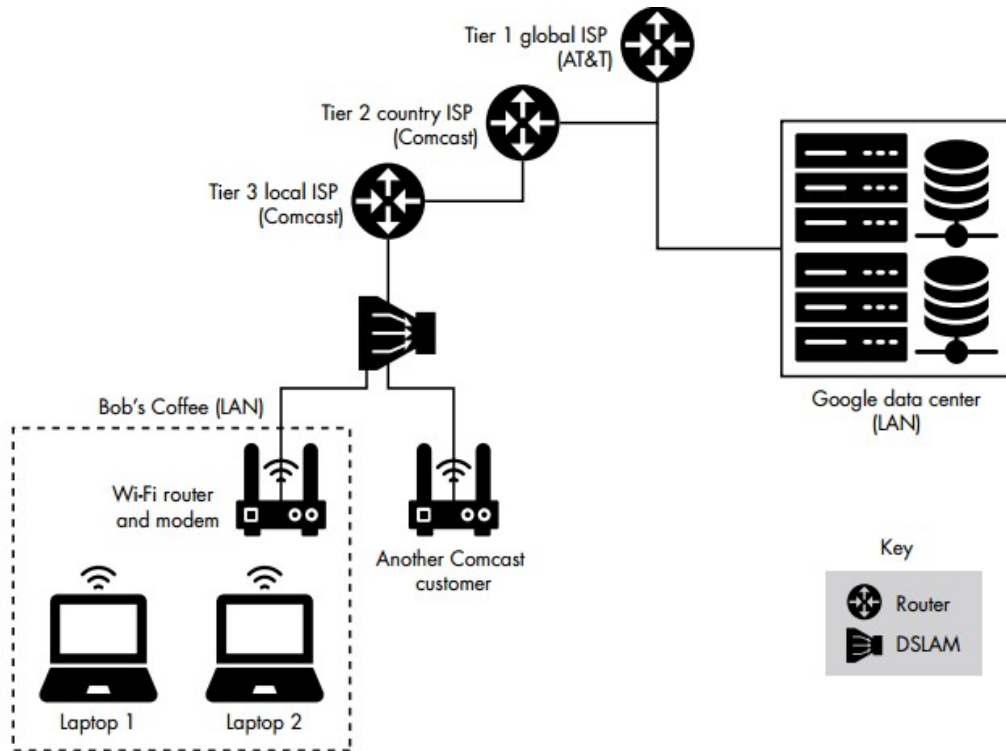 Tier 1 global ISP
(AT&T)
Tier 2 country ISP
(Comcast)
Tier 3 local ISP
(Comcast)
Bob’s Coffee (LAN)
Google data center
(LAN)
Wi-Fi router
and modem
Another Comcast
customer
Key
Router
DSLAM
Laptop 1
Laptop 2